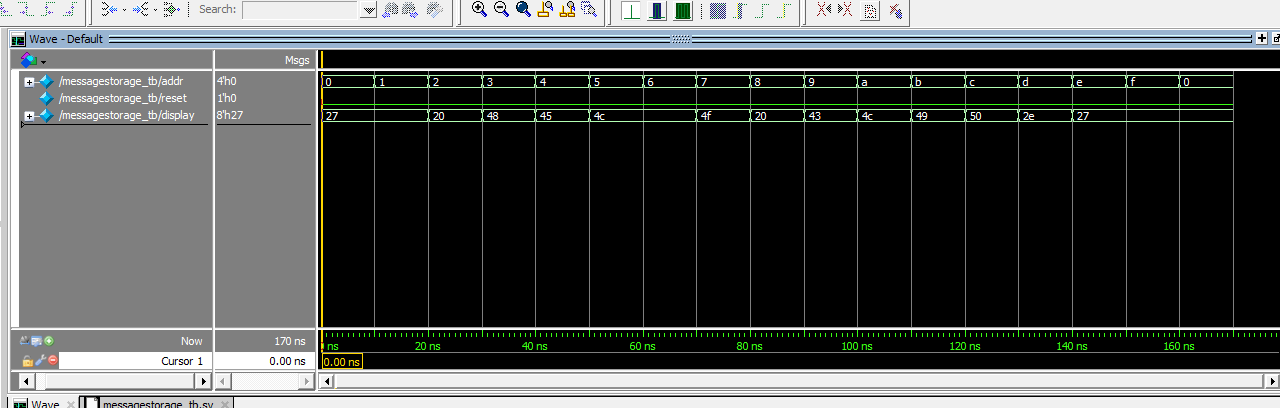 Search:
Wave - Default
Msgs
/messagestorage_tb/addr 4'h0 0 1 2 3 4 5 6 7 8 9 a b c d e f 0
/messagestorage_tb/reset 1'h0
/messagestorage_tb/display 8'h27 27 20 48 45 4c 4f 20 43 4c 49 50 2e 27
Now 170 ns ns 20 ns 40 ns 60 ns 80 ns 100 ns 120 ns 140 ns 160 ns
Cursor 1 0.00 ns 0.00 ns
Wave messagestorage_tb.sv